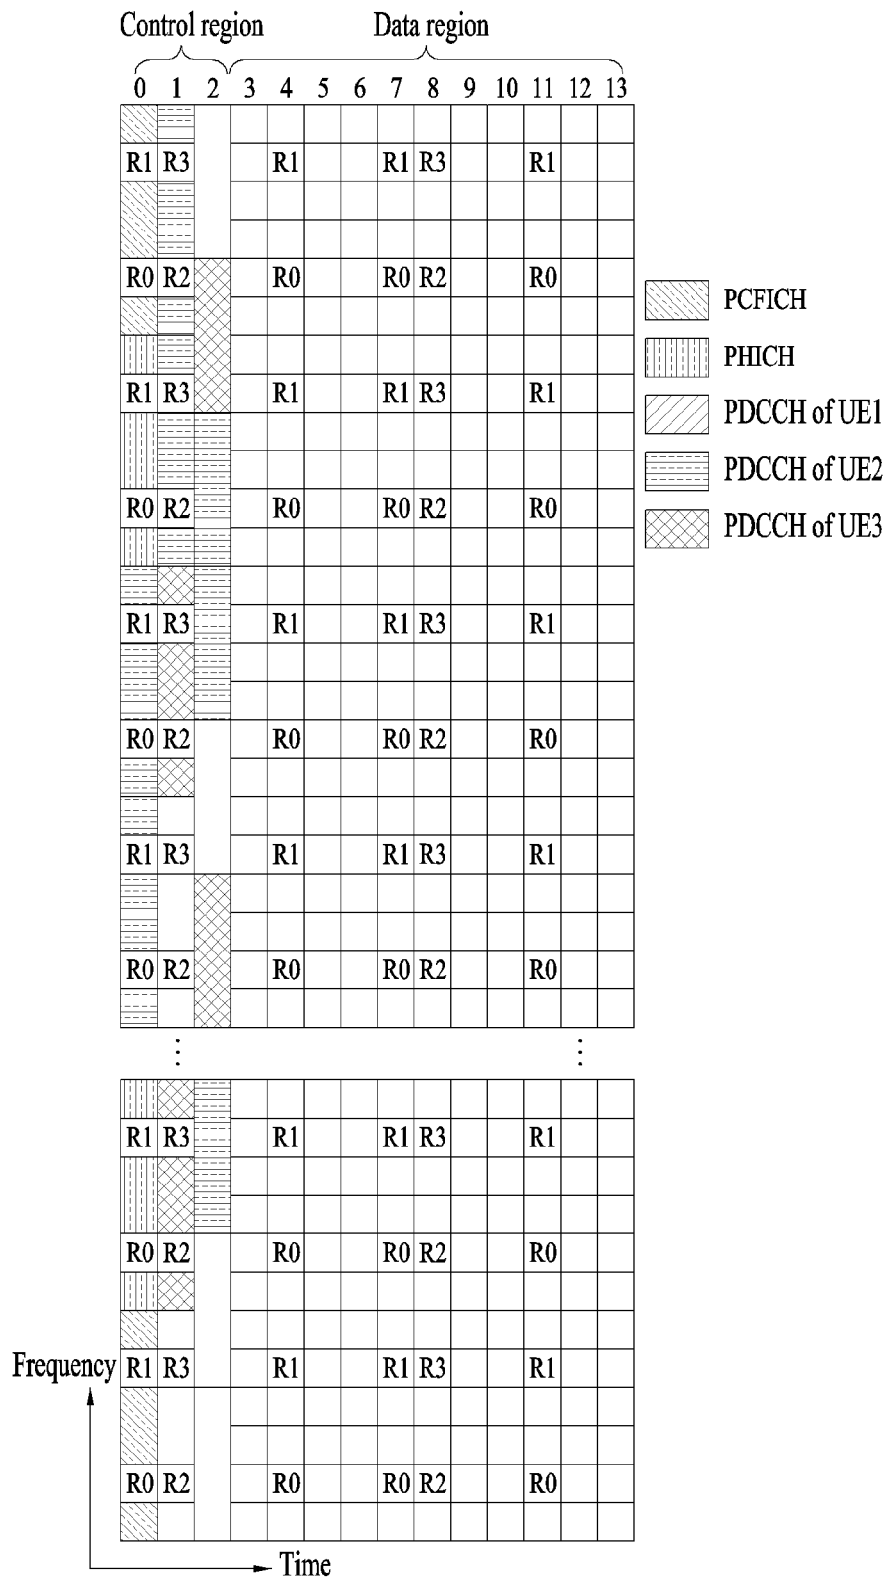 Control region Data region
0 1 2 3 4 5 6 7 8 9 10 11 12 13
R1 R3 R1 R1 R3 R1
R0 R2 R0 R0 R2 R0
PCFICH
PHICH
R1 R3 R1 R1 R3 R1
PDCCH of UE1
PDCCH of UE2
R0 R2 R0 R0 R2 R0
PDCCH of UE3
R1 R3 R1 R1 R3 R1
R0 R2 R0 R0 R2 R0
R1 R3 R1 R1 R3 R1
R0 R2 R0 R0 R2 R0
R1 R3 R1 R1 R3 R1
R0 R2 R0 R0 R2 R0
Frequency R1 R3 R1 R1 R3 R1
R0 R2 R0 R0 R2 R0
Time